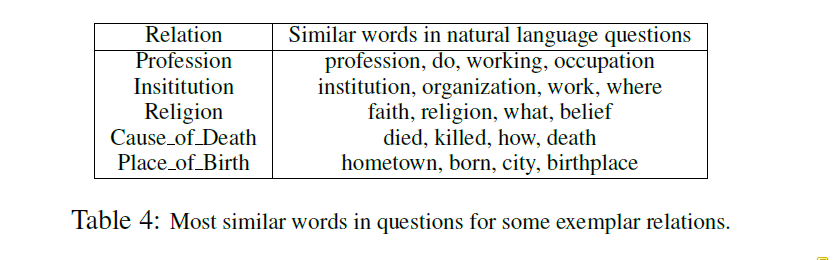 Relation Similar words in natural language questions
Profession profession, do, working, occupation
Insititution institution, organization, work, where
Religion faith, religion, what, belief
Cause_of_Death died, killed, how, death
Place_of_Birth hometown, born, city, birthplace
Table 4: Most similar words in questions for some exemplar relations.